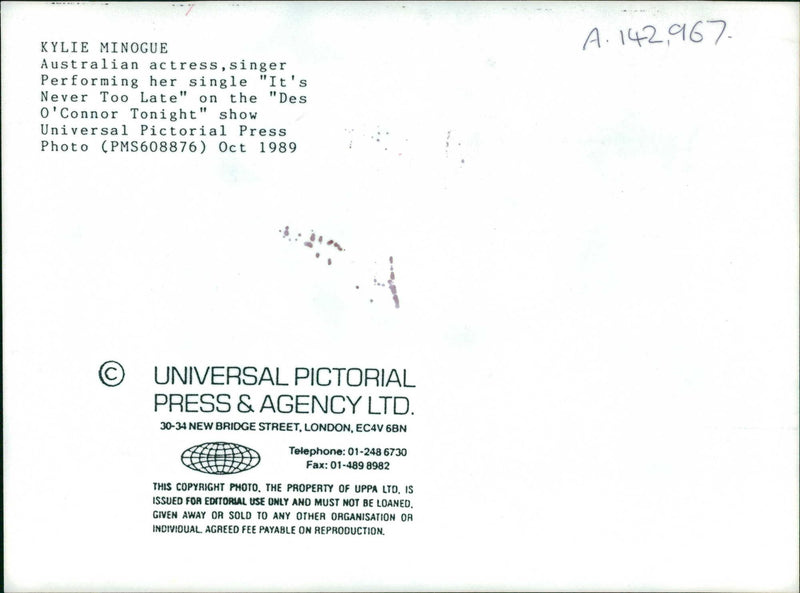 A. 142,967.
KYLIE MINOGUE
Australian actress,singer
Performing her single "It's
Never Too Late" on the "Des
O'Connor Tonight" show
Universal Pictorial Press
Photo (PMS608876) Oct 1989
© UNIVERSAL PICTORIAL
PRESS & AGENCY LTD.
30-34 NEW BRIDGE STREET, LONDON, EC4V 6BN
Telephone: 01-248 6730
Fax: 01-489 8982
THIS COPYRIGHT PHOTO, THE PROPERTY OF UPPA LTD, IS
ISSUED FOR EDITORIAL USE ONLY AND MUST NOT BE LOANED,
GIVEN AWAY OR SOLD TO ANY OTHER ORGANISATION OR
INDIVIDUAL. AGREED FEE PAYABLE ON REPRODUCTION.